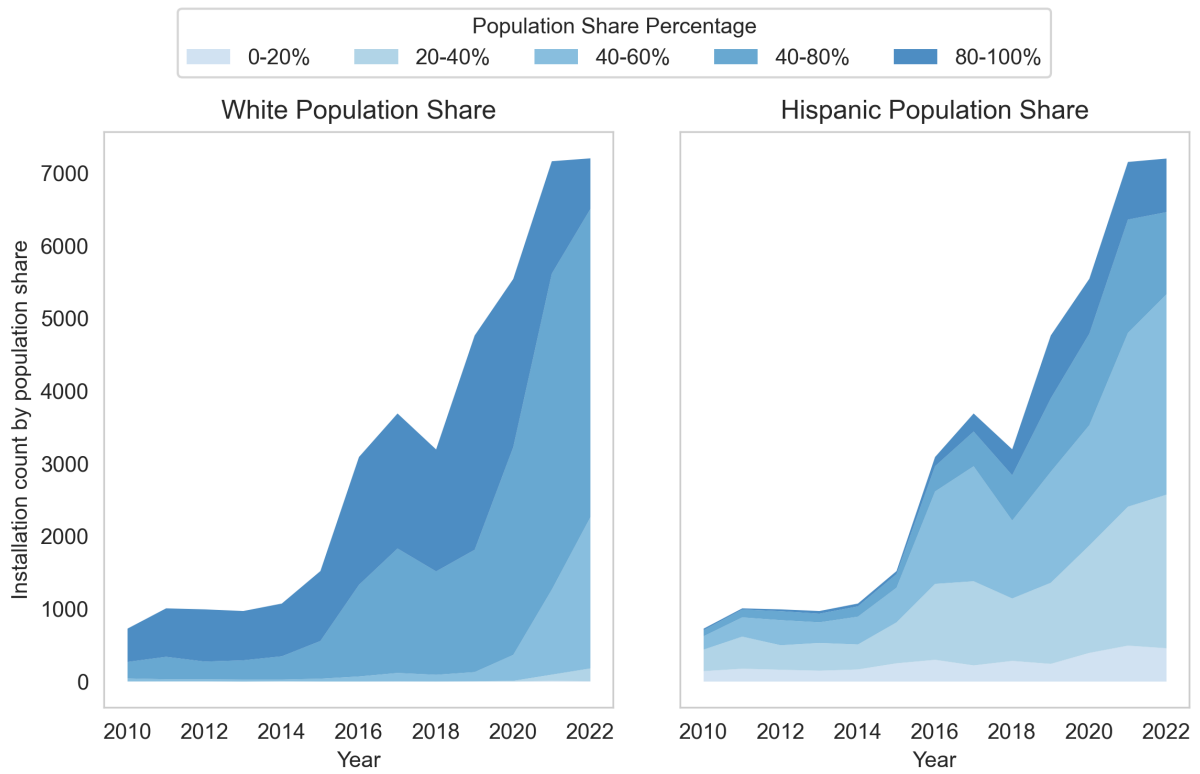 Population Share Percentage
0-20% 20-40% 40-60% 40-80% 80-100%
White Population Share Hispanic Population Share
Installation count by population share
7000
6000
5000
4000
3000
2000
1000
0
2010 2012 2014 2016 2018 2020 2022 2010 2012 2014 2016 2018 2020 2022
Year Year